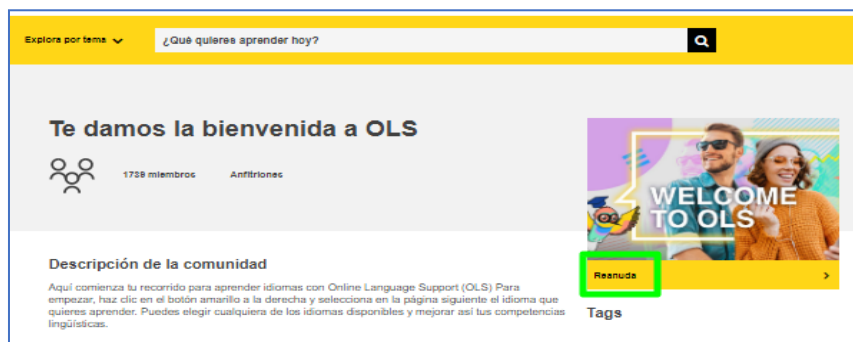 Explora por tema
¿Qué quieres aprender hoy?
Te damos la bienvenida a OLS
1739 miembros
Anfitriones
WELCOME
TO OLS
Reanuda
Descripción de la comunidad
Aquí comienza tu recorrido para aprender idiomas con Online Language Support (OLS) Para
empezar, haz clic en el botón amarillo a la derecha y selecciona en la página siguiente el idioma que
quieres aprender. Puedes elegir cualquiera de los idiomas disponibles y mejorar así tus competencias
lingüísticas.
Tags